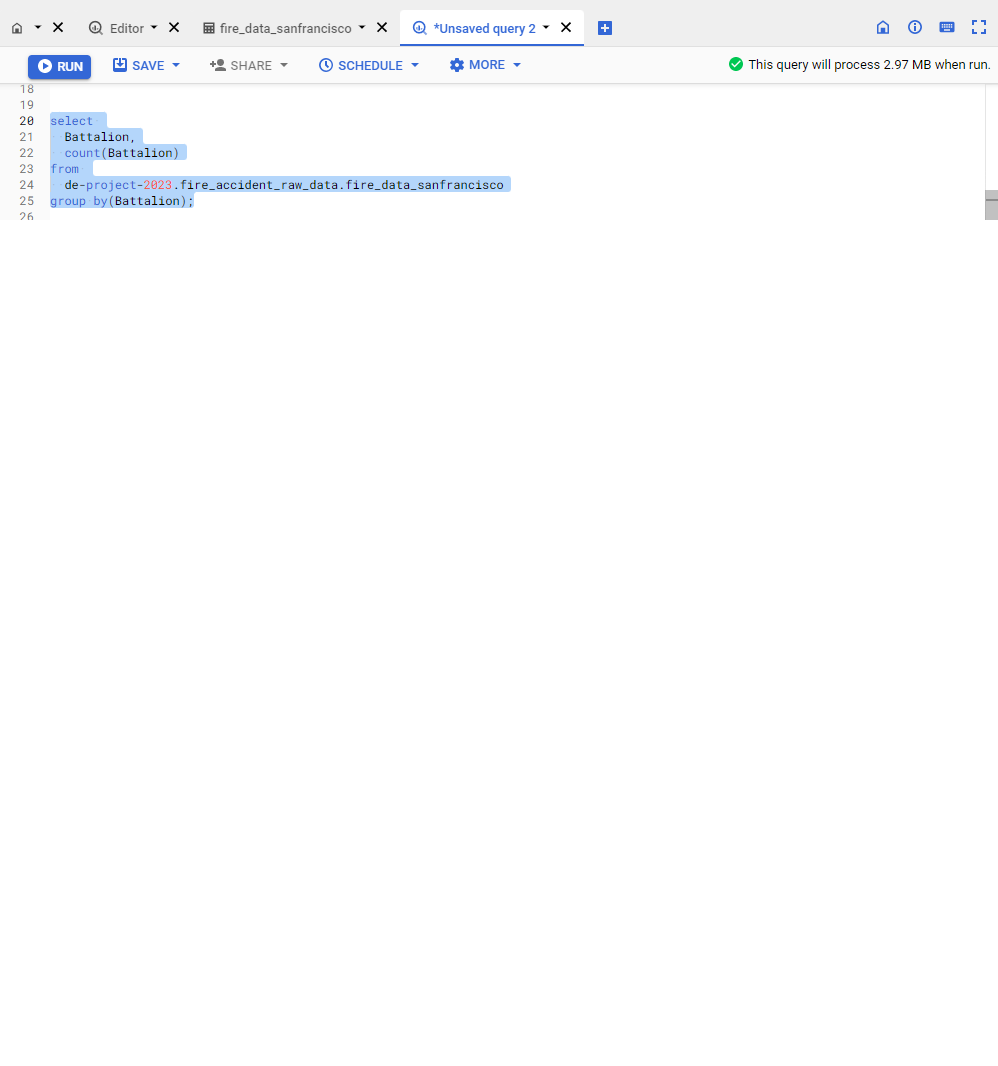 Editor fire_data_sanfrancisco *Unsaved query 2
RUN SAVE SHARE SCHEDULE MORE This query will process 2.97 MB when run.
18
19
20 select
21 Battalion,
22 count(Battalion)
23 from
24 de-project-2023.fire_accident_raw_data.fire_data_sanfrancisco
25 group by(Battalion);
26